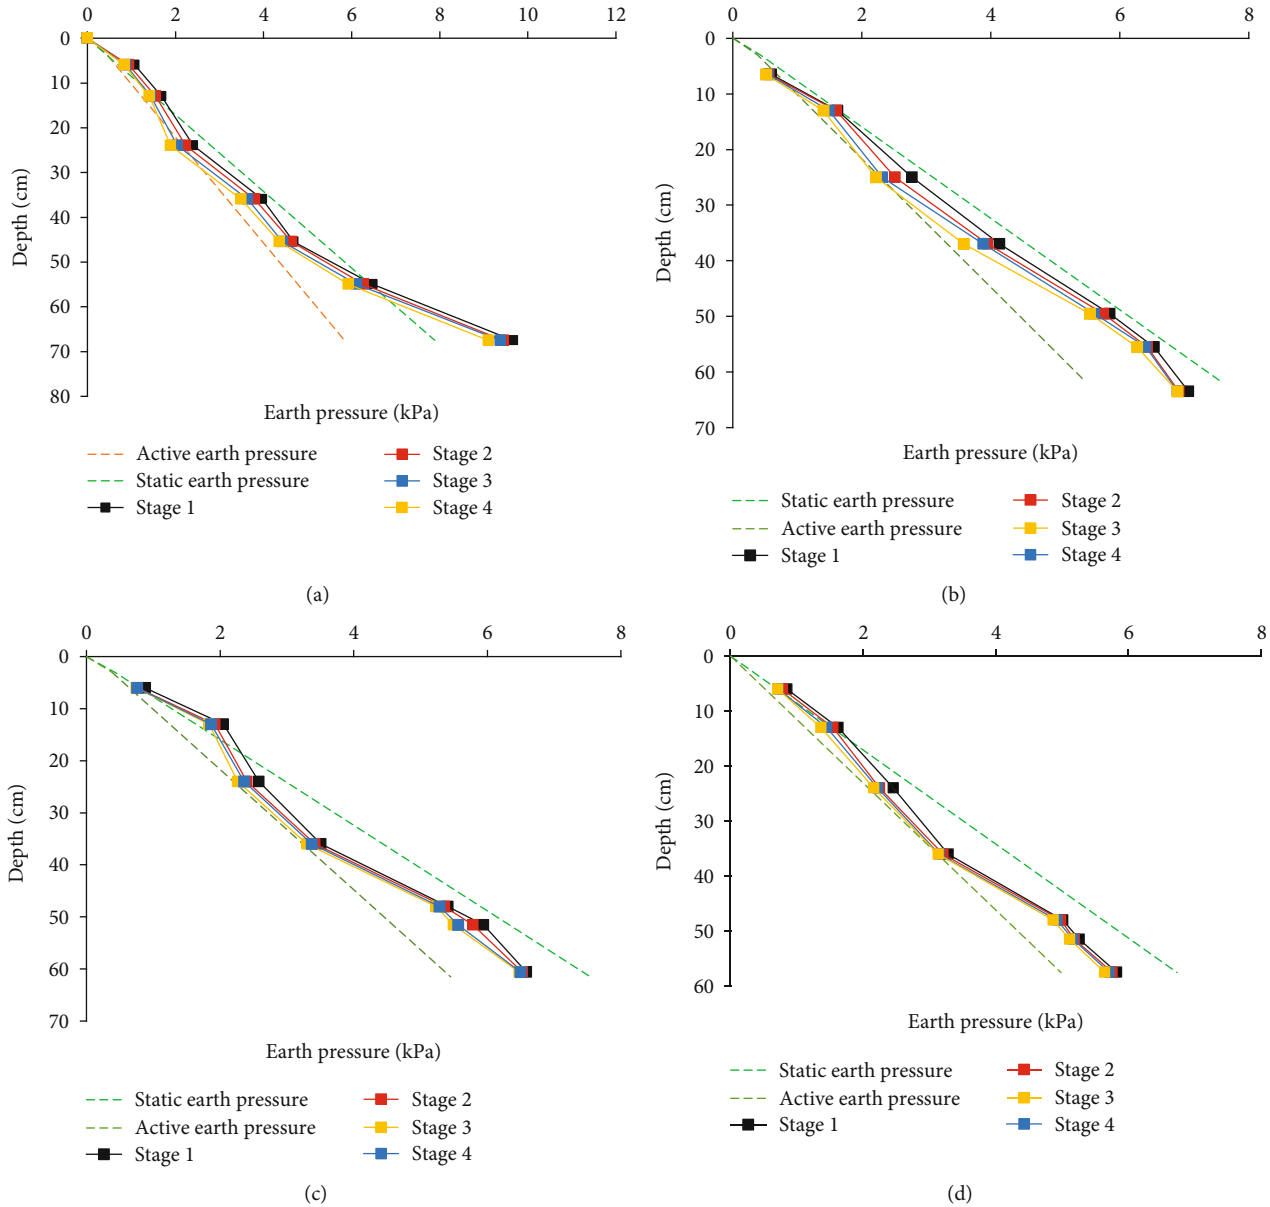 0 2 4 6 8 10 12
0
10
20
30
40
50
60
70
80
Depth (cm)
Earth pressure (kPa)
Active earth pressure
Static earth pressure
Stage 1
Stage 2
Stage 3
Stage 4
(a)
0 2 4 6 8
0
10
20
30
40
50
60
70
Depth (cm)
Earth pressure (kPa)
Static earth pressure
Active earth pressure
Stage 1
Stage 2
Stage 3
Stage 4
(b)
0 2 4 6 8
0
10
20
30
40
50
60
70
Depth (cm)
Earth pressure (kPa)
Static earth pressure
Active earth pressure
Stage 1
Stage 2
Stage 3
Stage 4
(c)
0 2 4 6 8
0
10
20
30
40
50
60
Depth (cm)
Earth pressure (kPa)
Static earth pressure
Active earth pressure
Stage 1
Stage 2
Stage 3
Stage 4
(d)